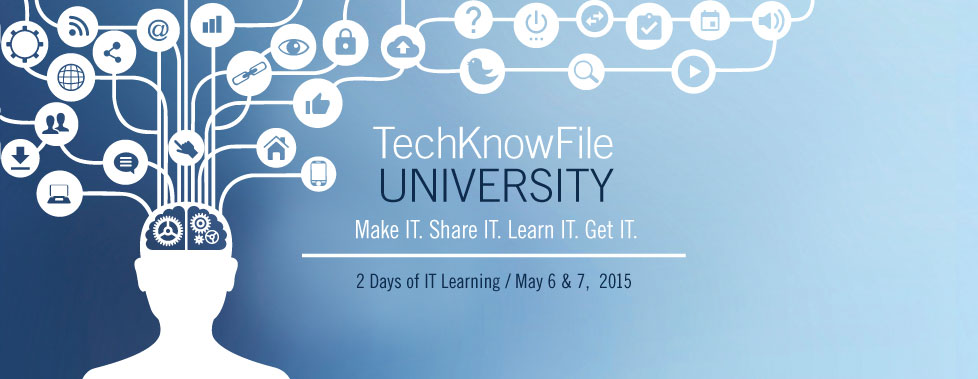 TechKnowFile
UNIVERSITY
Make IT. Share IT. Learn IT. Get IT.
2 Days of IT Learning / May 6 & 7, 2015